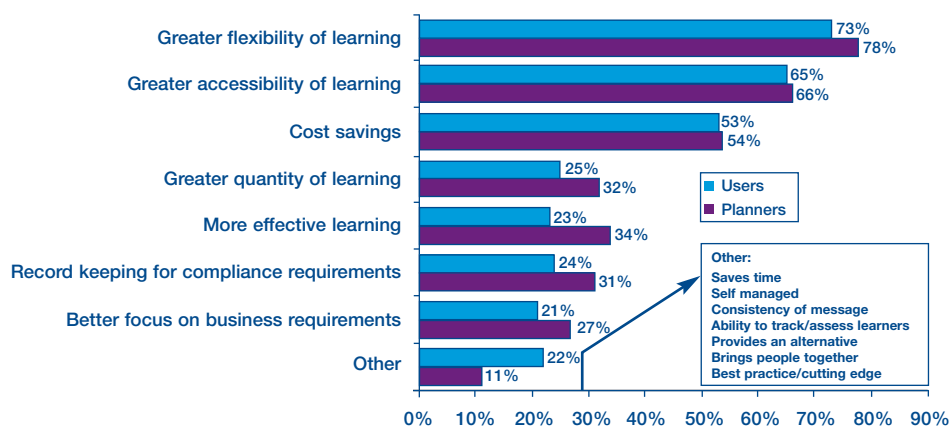 Greater flexibility of learning
73%
78%
Greater accessibility of learning
65%
66%
Cost savings
53%
54%
Greater quantity of learning
25%
32%
Users
Planners
More effective learning
23%
34%
Record keeping for compliance requirements
24%
31%
Better focus on business requirements
21%
27%
Other
22%
11%
Other:
Saves time
Self managed
Consistency of message
Ability to track/assess learners
Provides an alternative
Brings people together
Best practice/cutting edge
0% 10% 20% 30% 40% 50% 60% 70% 80% 90%